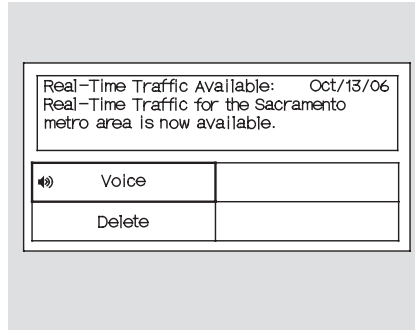 Real-Time Traffic Available: Oct/13/06
Real-Time Traffic for the Sacramento
metro area is now available.
Voice
Delete